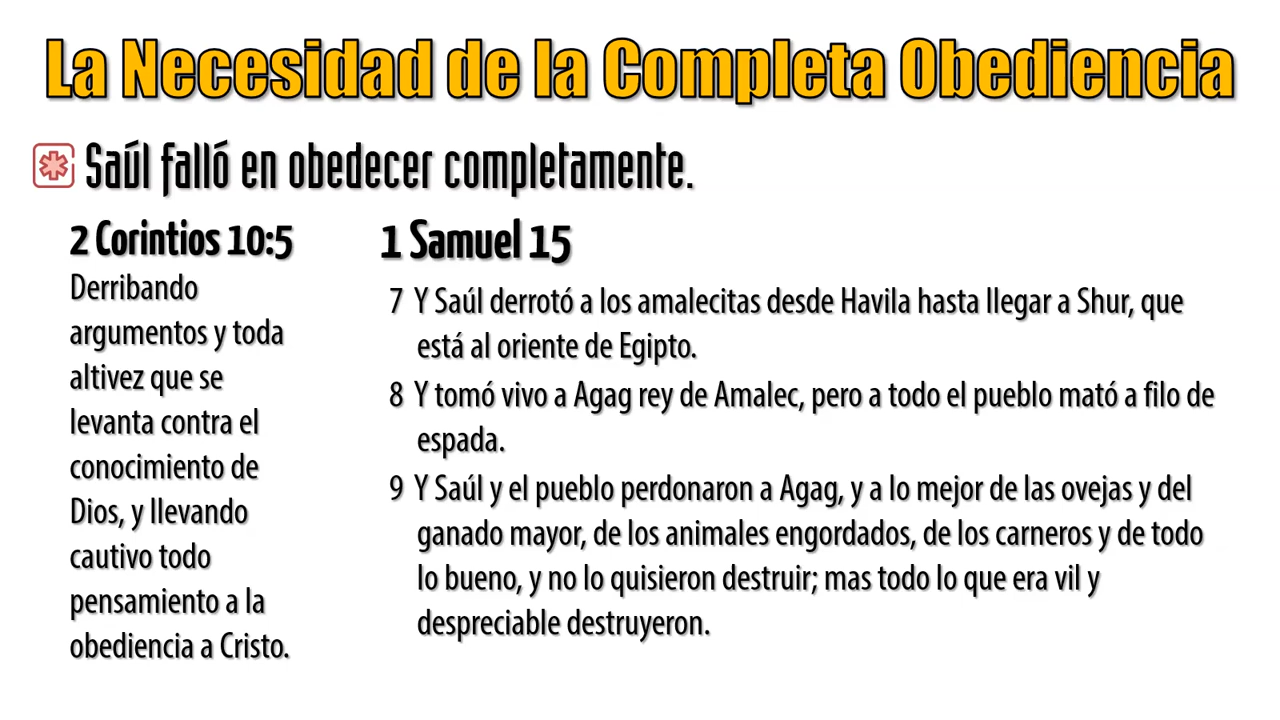 La Necesidad de la Completa Obediencia
Saúl falló en obedecer completamente.
2 Corintios 10:5
Derribando
argumentos y toda
altivez que se
levanta contra el
conocimiento de
Dios, y llevando
cautivo todo
pensamiento a la
obediencia a Cristo.
1 Samuel 15
7 Y Saúl derrotó a los amalecitas desde Havila hasta llegar a Shur, que
está al oriente de Egipto.
8 Y tomó vivo a Agag rey de Amalec, pero a todo el pueblo mató a filo de
espada.
9 Y Saúl y el pueblo perdonaron a Agag, y a lo mejor de las ovejas y del
ganado mayor, de los animales engordados, de los carneros y de todo
lo bueno, y no lo quisieron destruir; mas todo lo que era vil y
despreciable destruyeron.